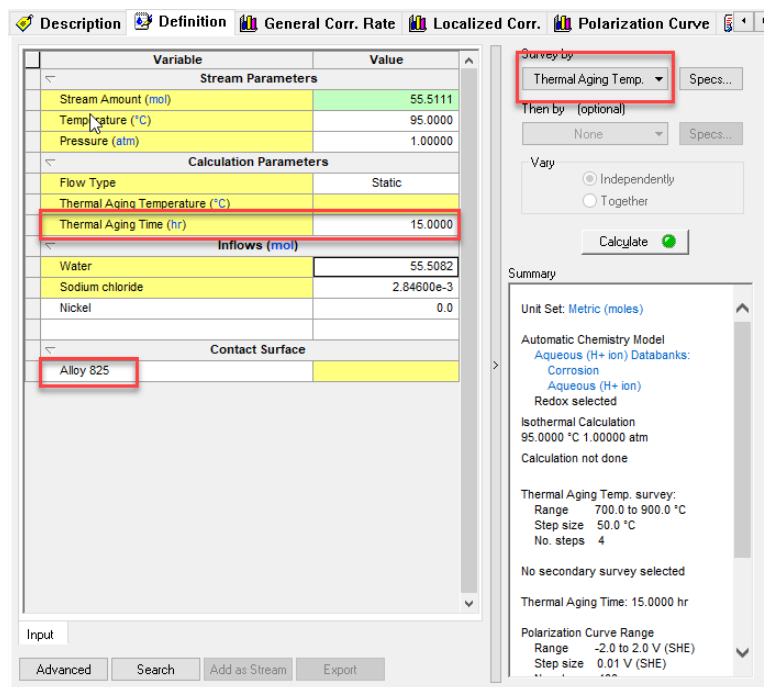 Description Definition General Corr. Rate Localized Corr. Polarization Curve
Variable Value
Stream Parameters
Stream Amount (mol) 55.5111
Temperature (°C) 95.0000
Pressure (atm) 1.00000
Calculation Parameters
Flow Type Static
Thermal Aging Temperature (°C)
Thermal Aging Time (hr) 15.0000
Inflows (mol)
Water 55.5082
Sodium chloride 2.84600e-3
Nickel 0.0
Contact Surface
Alloy 825
Input
Advanced Search Add as Stream Export
Survey by
Thermal Aging Temp. Specs...
Then by (optional)
None Specs...
Vary
Independently
Together
Calculate
Summary
Unit Set: Metric (moles)
Automatic Chemistry Model
Aqueous (H+ ion) Databanks:
Corrosion
Aqueous (H+ ion)
Redox selected
Isothermal Calculation
95.0000 °C 1.00000 atm
Calculation not done
Thermal Aging Temp. survey:
Range 700.0 to 900.0 °C
Step size 50.0 °C
No. steps 4
No secondary survey selected
Thermal Aging Time: 15.0000 hr
Polarization Curve Range
Range -2.0 to 2.0 V (SHE)
Step size 0.01 V (SHE)